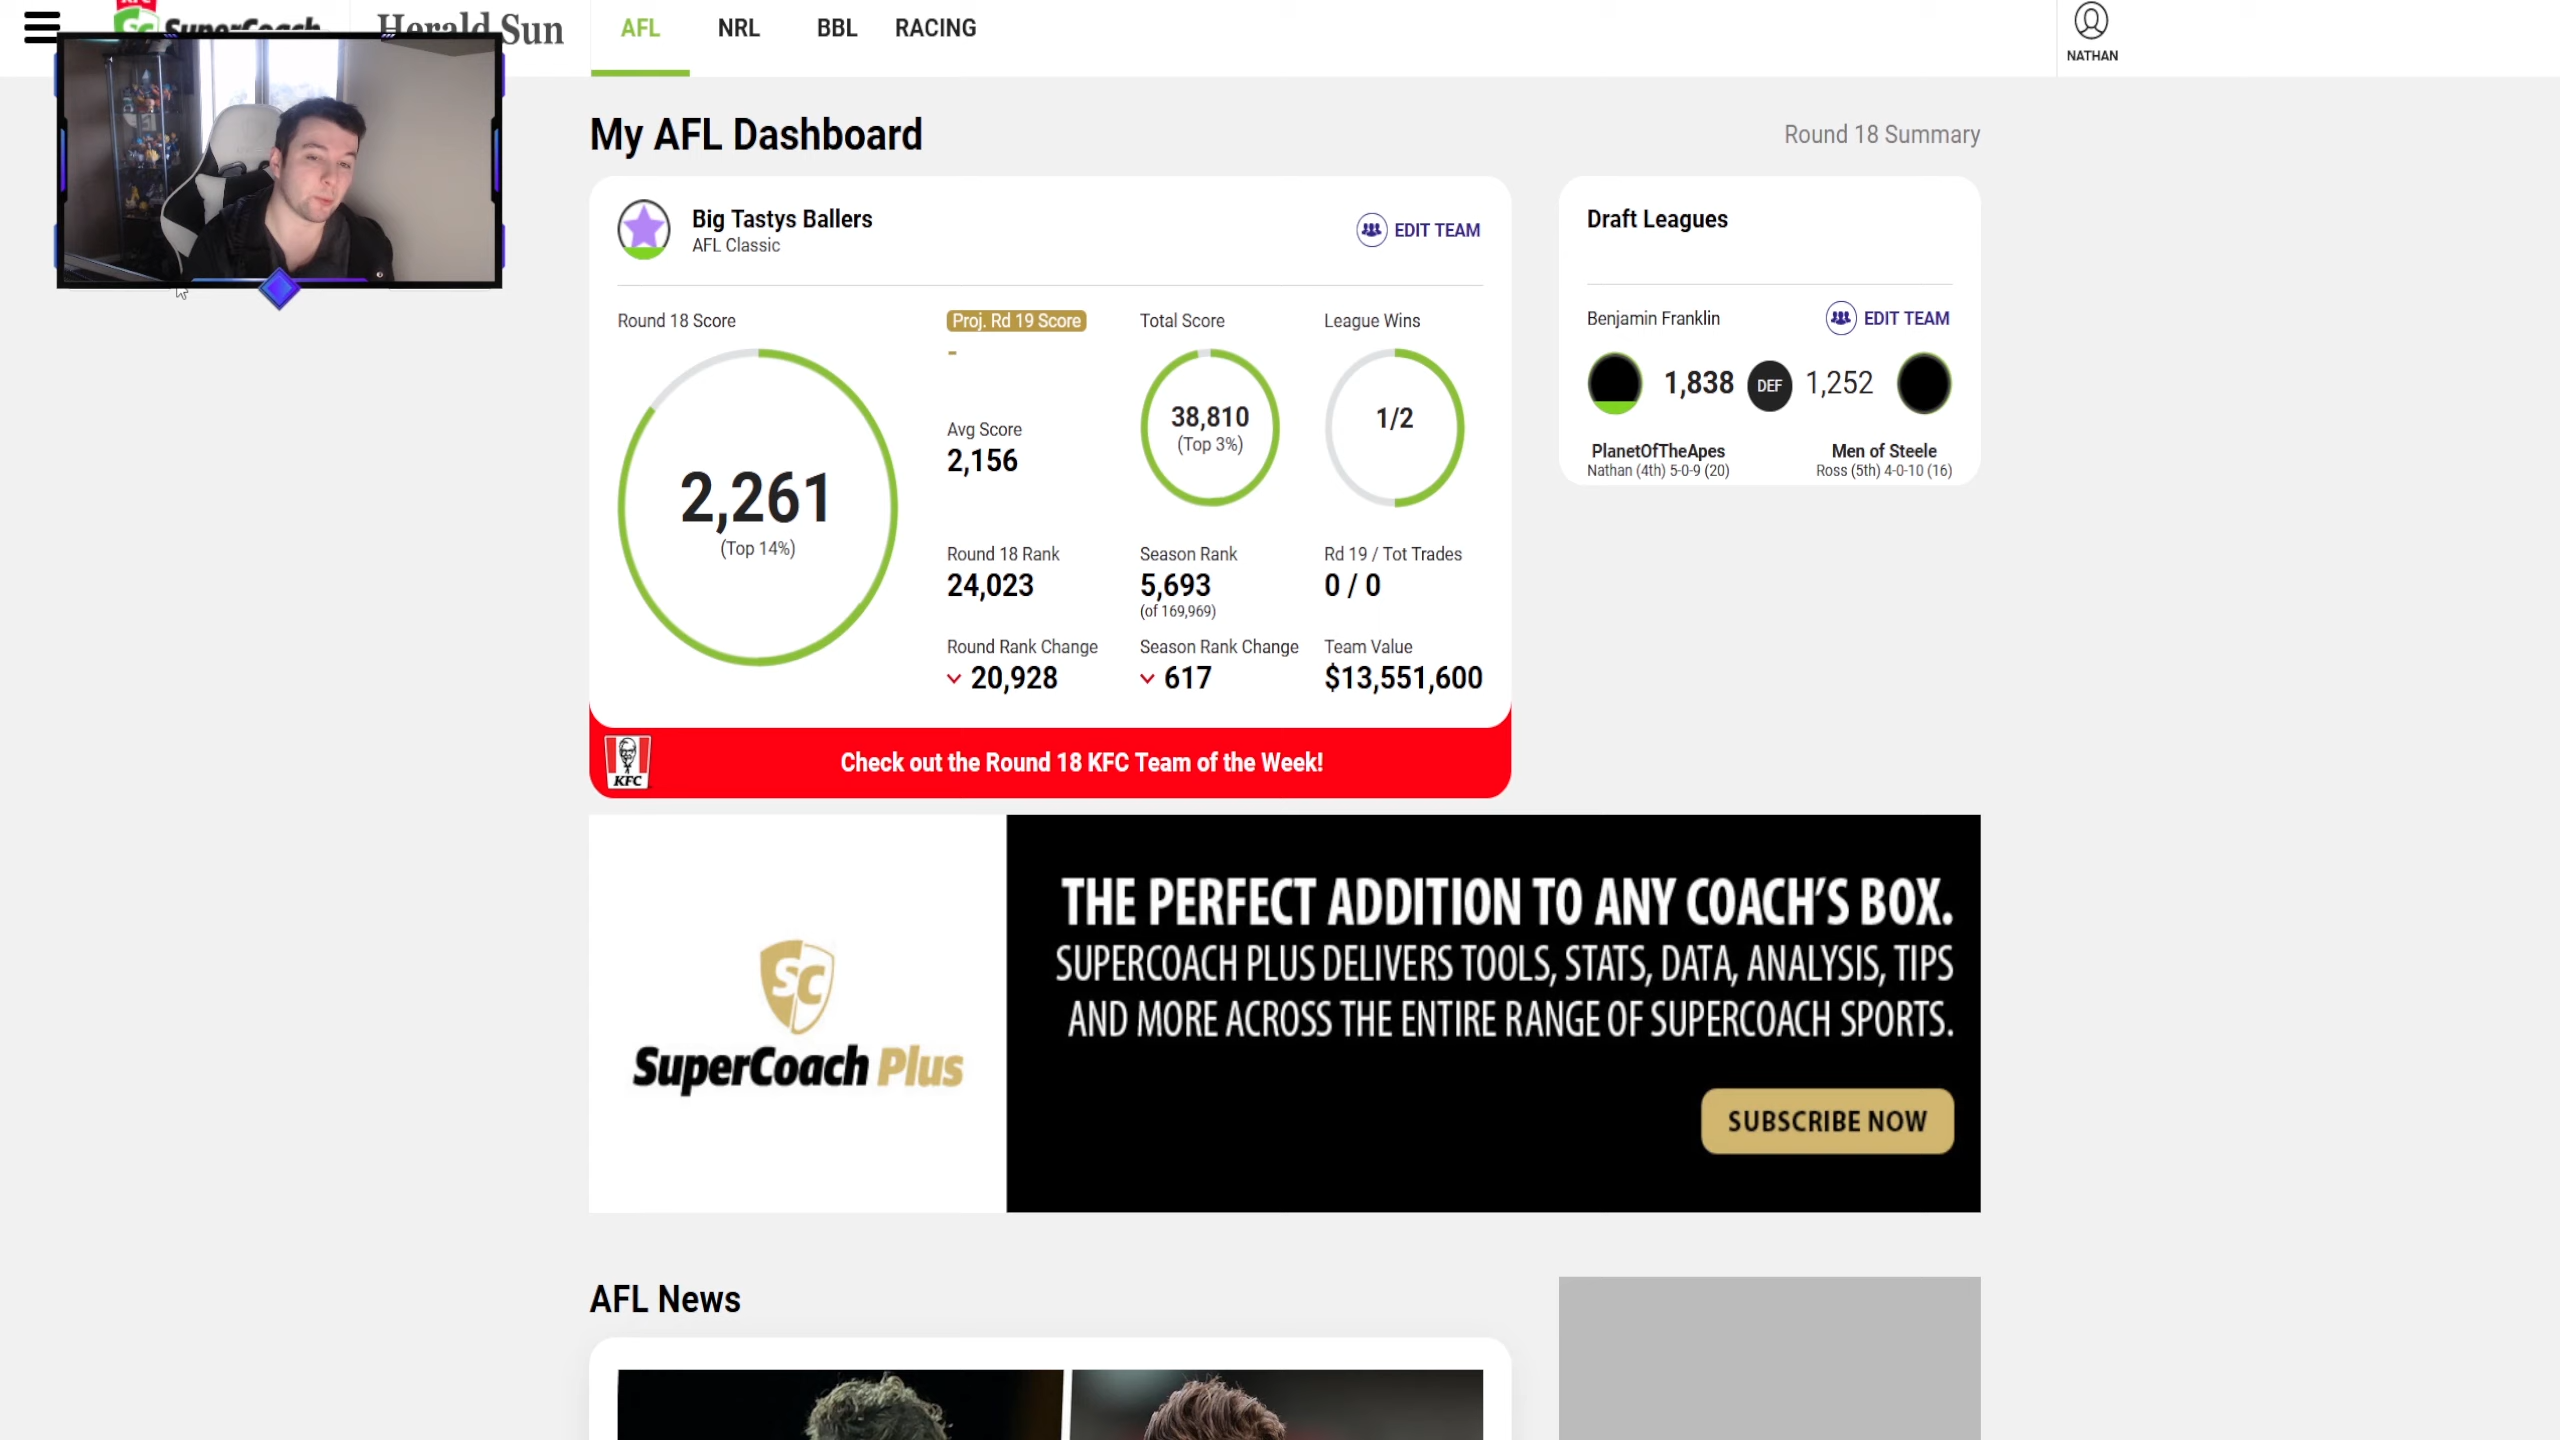 KFC
SuperCoach
Herald Sun
AFL
NRL
BBL
RACING
NATHAN
My AFL Dashboard
Round 18 Summary
Big Tastys Ballers
AFL Classic
EDIT TEAM
Round 18 Score
2,261
(Top 14%)
Proj. Rd 19 Score
-
Avg Score
2,156
Total Score
38,810
(Top 3%)
League Wins
1/2
Round 18 Rank
24,023
Season Rank
5,693
(of 169,969)
Rd 19 / Tot Trades
0 / 0
Round Rank Change
20,928
Season Rank Change
617
Team Value
$13,551,600
KFC
Check out the Round 18 KFC Team of the Week!
Draft Leagues
Benjamin Franklin
EDIT TEAM
1,838
DEF
1,252
PlanetOfTheApes
Nathan (4th) 5-0-9 (20)
Men of Steele
Ross (5th) 4-0-10 (16)
SC
SuperCoach Plus
THE PERFECT ADDITION TO ANY COACH'S BOX.
SUPERCOACH PLUS DELIVERS TOOLS, STATS, DATA, ANALYSIS, TIPS
AND MORE ACROSS THE ENTIRE RANGE OF SUPERCOACH SPORTS.
SUBSCRIBE NOW
AFL News